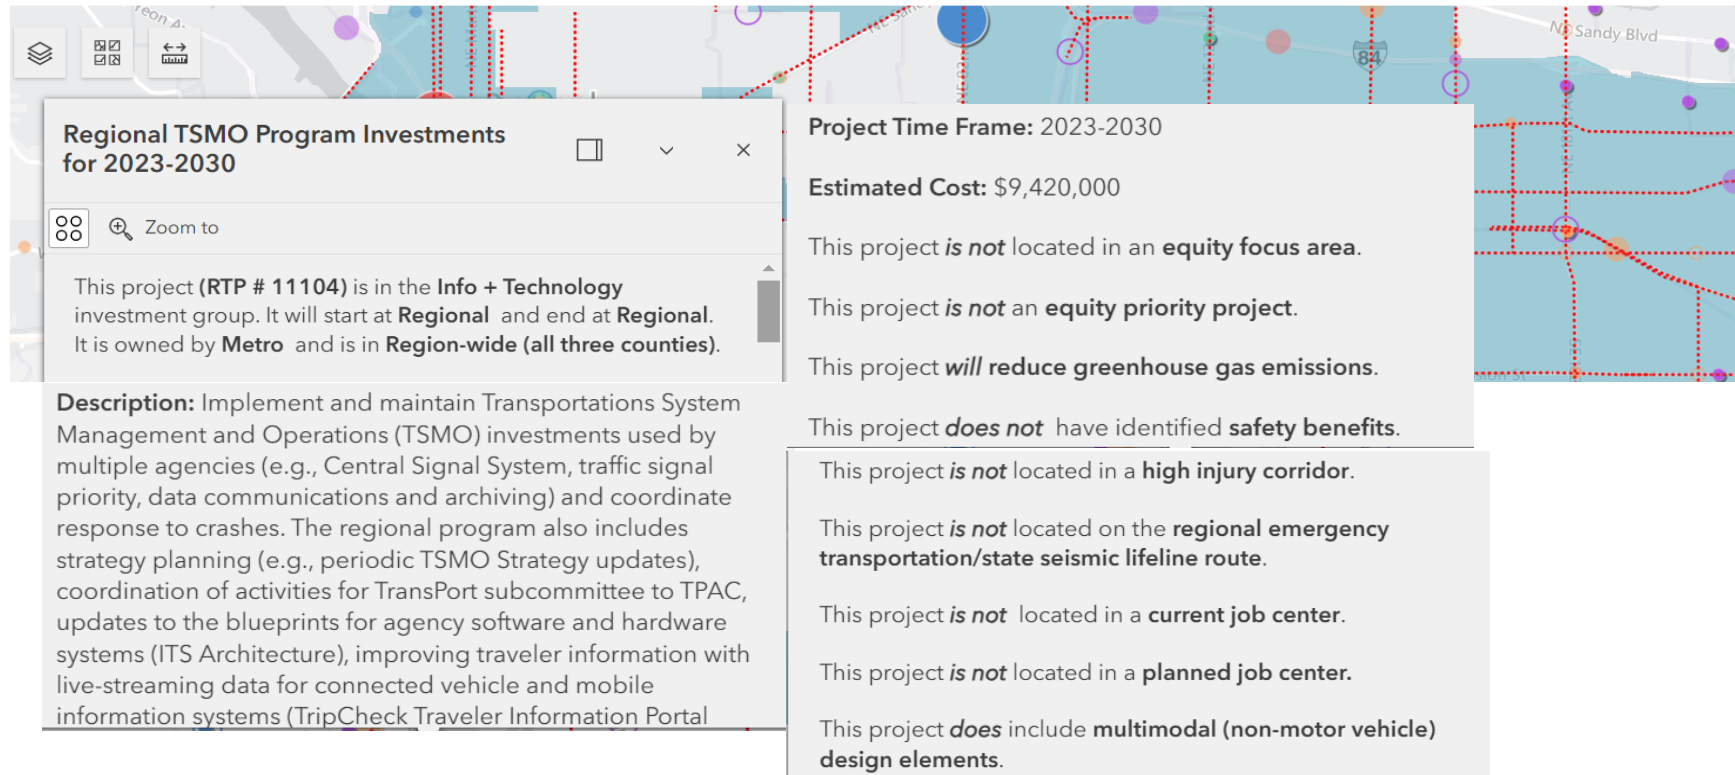 NE Sandy Blvd
84
Regional TSMO Program Investments
for 2023-2030
Zoom to
This project (RTP # 11104) is in the Info + Technology
investment group. It will start at Regional and end at Regional.
It is owned by Metro and is in Region-wide (all three counties).
Description: Implement and maintain Transportations System
Management and Operations (TSMO) investments used by
multiple agencies (e.g., Central Signal System, traffic signal
priority, data communications and archiving) and coordinate
response to crashes. The regional program also includes
strategy planning (e.g., periodic TSMO Strategy updates),
coordination of activities for TransPort subcommittee to TPAC,
updates to the blueprints for agency software and hardware
systems (ITS Architecture), improving traveler information with
live-streaming data for connected vehicle and mobile
information systems (TripCheck Traveler Information Portal
Project Time Frame: 2023-2030
Estimated Cost: $9,420,000
This project is not located in an equity focus area.
This project is not an equity priority project.
This project will reduce greenhouse gas emissions.
This project does not have identified safety benefits.
This project is not located in a high injury corridor.
This project is not located on the regional emergency
transportation/state seismic lifeline route.
This project is not located in a current job center.
This project is not located in a planned job center.
This project does include multimodal (non-motor vehicle)
design elements.